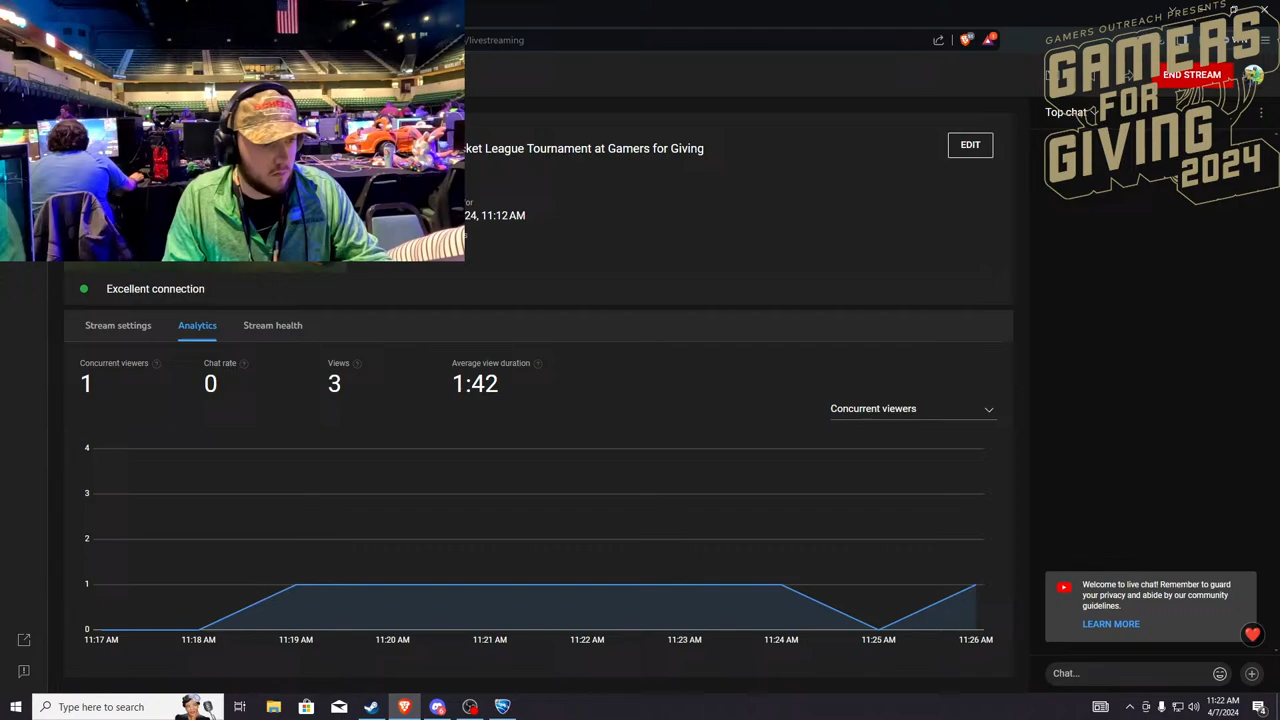 /livestreaming
GAMERS OUTREACH PRESENTS
GAMERS
FOR
GIVING
2024
END STREAM
Top chat
ket League Tournament at Gamers for Giving
EDIT
for
24, 11:12 AM
s
Excellent connection
Stream settings
Analytics
Stream health
Concurrent viewers
Chat rate
Views
Average view duration
1
0
3
1:42
Concurrent viewers
4
3
2
1
0
11:17 AM
11:18 AM
11:19 AM
11:20 AM
11:21 AM
11:22 AM
11:23 AM
11:24 AM
11:25 AM
11:26 AM
Welcome to live chat! Remember to guard
your privacy and abide by our community
guidelines.
LEARN MORE
Chat...
Type here to search
11:22 AM
4/7/2024
4